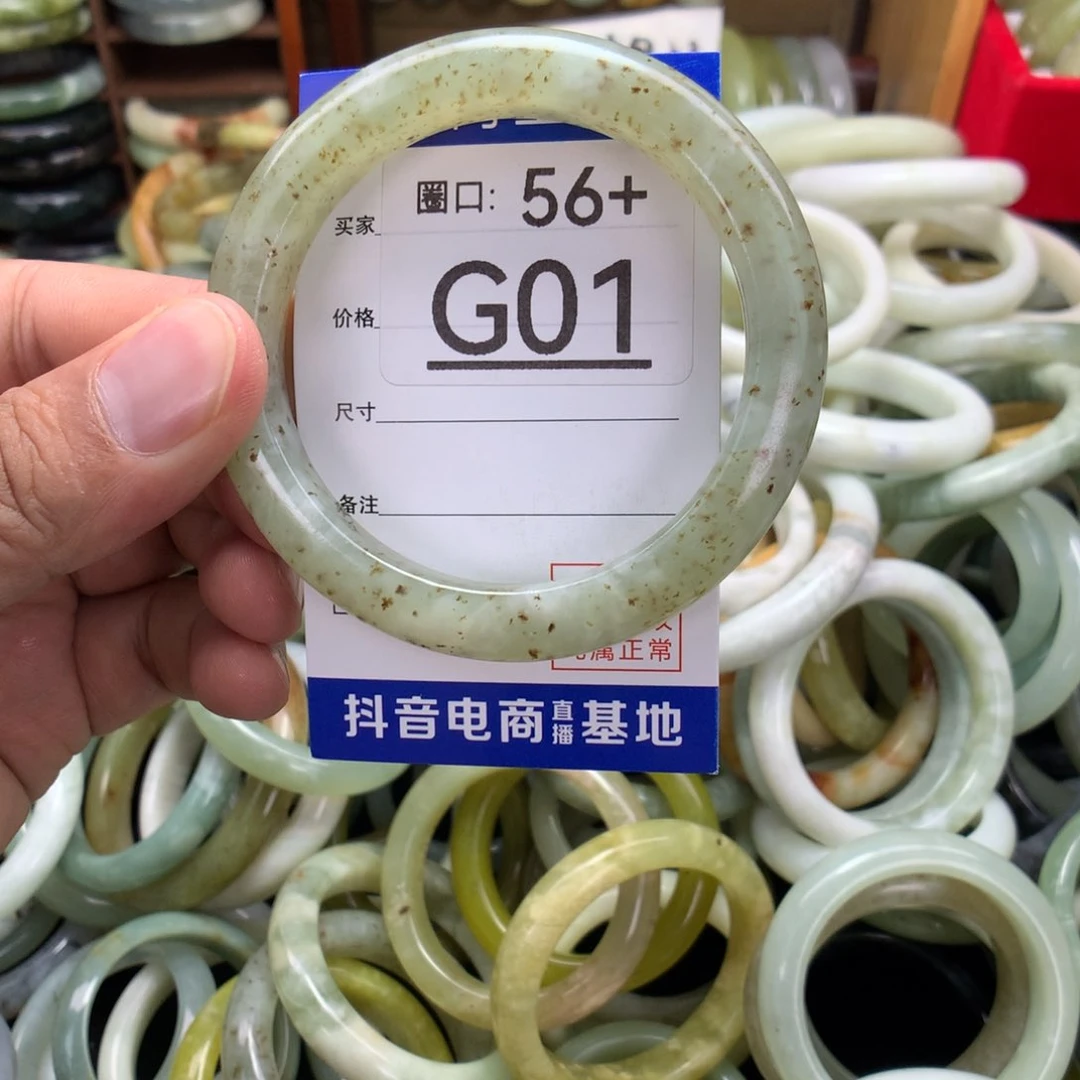 圈口: 56+
买家
G01
价格
尺寸
备注
属正常
抖音电商直播基地